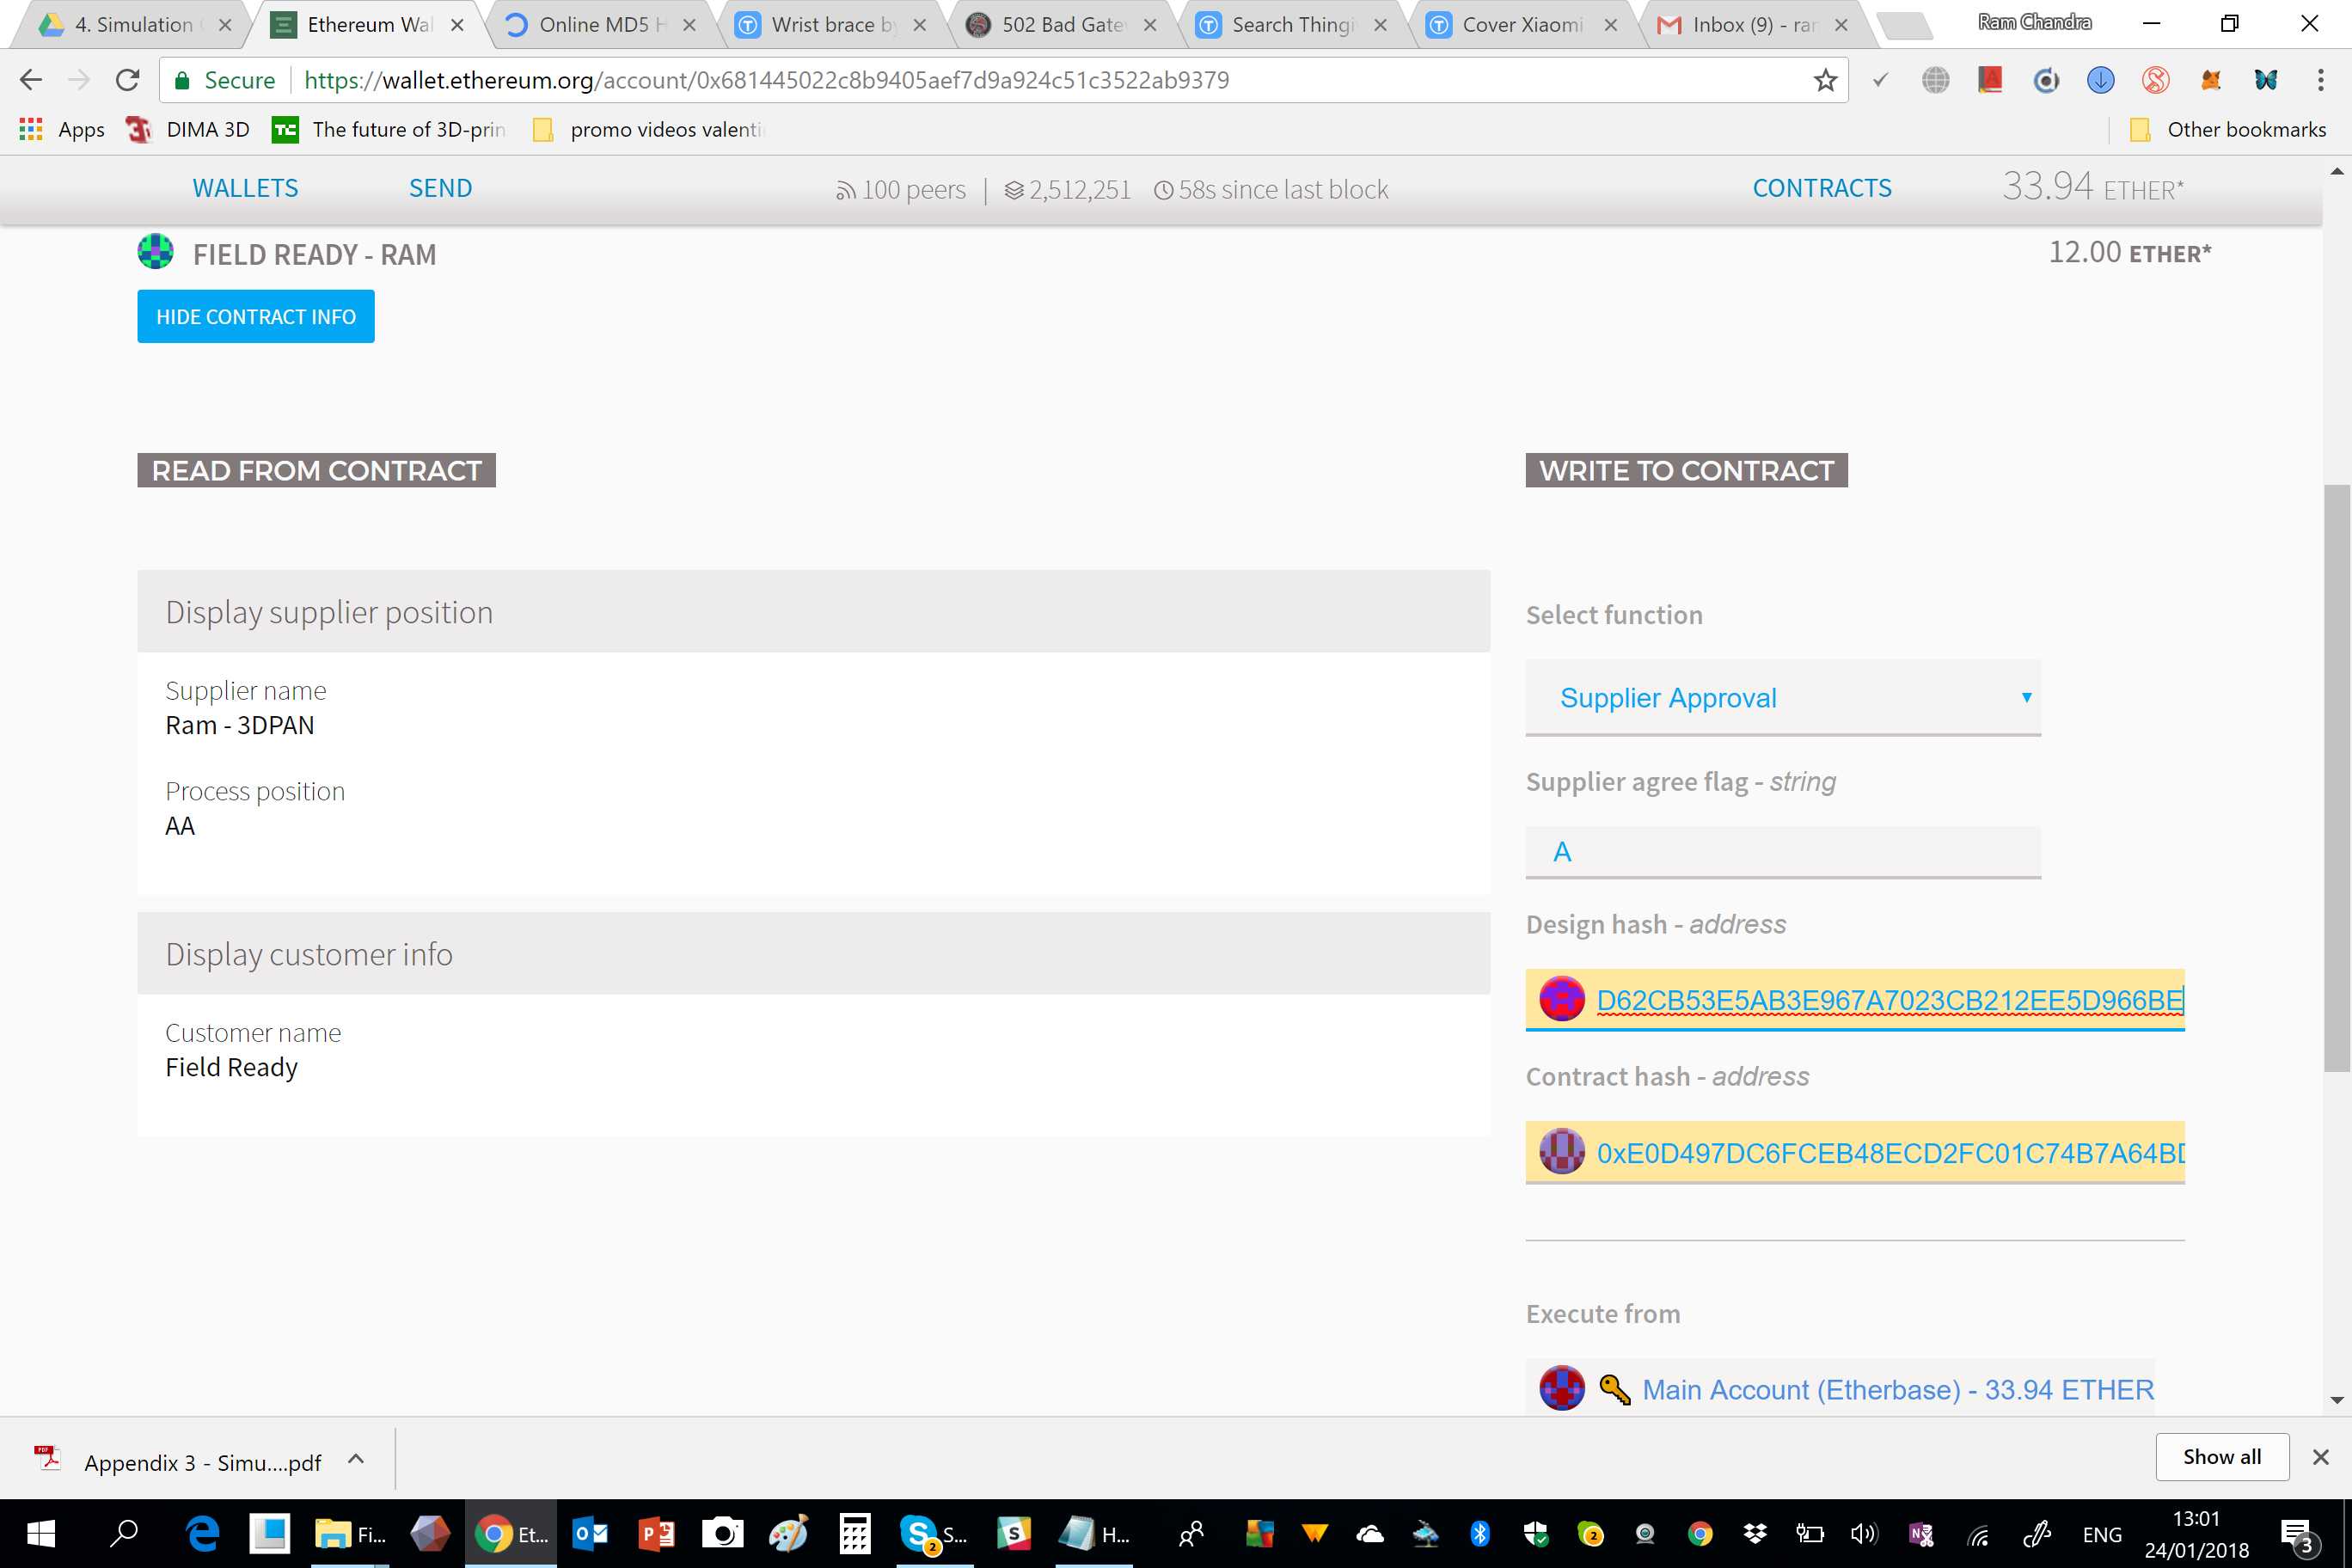 4. Simulation
Ethereum Wal
Online MD5 H
Wrist brace by
502 Bad Gate
Search Thingi
Cover Xiaomi
Inbox (9) - ran
Ram Chandra
Secure
https://wallet.ethereum.org/account/0x681445022c8b9405aef7d9a924c51c3522ab9379
Apps
DIMA 3D
The future of 3D-prin
promo videos valenti
Other bookmarks
WALLETS
SEND
100 peers | 2,512,251 58s since last block
CONTRACTS
33.94 ETHER*
FIELD READY - RAM
12.00 ETHER*
HIDE CONTRACT INFO
READ FROM CONTRACT
Display supplier position
Supplier name
Ram - 3DPAN
Process position
AA
Display customer info
Customer name
Field Ready
WRITE TO CONTRACT
Select function
Supplier Approval
Supplier agree flag - string
A
Design hash - address
D62CB53E5AB3E967A7023CB212EE5D966BE
Contract hash - address
0xE0D497DC6FCEB48ECD2FC01C74B7A64BD
Execute from
Main Account (Etherbase) - 33.94 ETHER
Appendix 3 - Simu....pdf
Show all
Fi...
Et...
S...
H...
ENG
13:01
24/01/2018
3